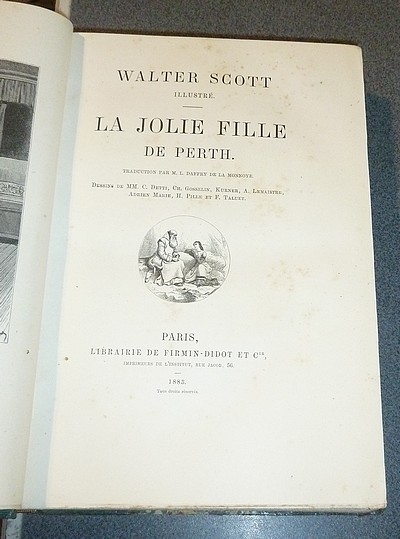 WALTER SCOTT
ILLUSTRÉ.
LA JOLIE FILLE
DE PERTH.
TRADUCTION PAR M. L. DAFFRY DE LA MONNOYE
DESSINS DE MM. C. DETTI, CH. GOSSELIN, KURNER, A. LEMAISTRE,
ADRIEN MARIE, H. PILLE ET F. TALUET.
PARIS,
LIBRAIRIE DE FIRMIN-DIDOT ET Cie,
IMPRIMEURS DE L'INSTITUT, RUE JACOB, 56.
1883.
Tous droits réservés.